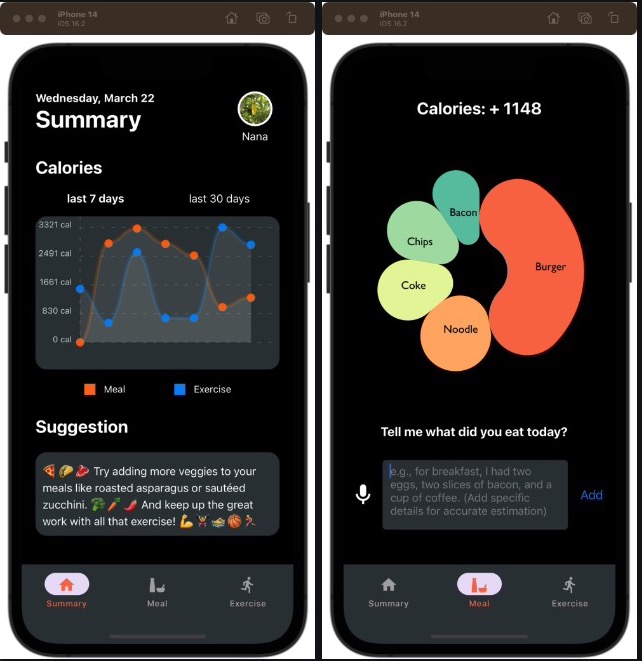 iPhone 14
iOS 16.2
Wednesday, March 22
Summary
Nana
Calories
last 7 days
last 30 days
3321 cal
2491 cal
1661 cal
830 cal
0 cal
Meal
Exercise
Suggestion
Try adding more veggies to your
meals like roasted asparagus or sautéed
zucchini. And keep up the great
work with all that exercise!
Summary
Meal
Exercise
iPhone 14
iOS 16.2
Calories: + 1148
Bacon
Chips
Burger
Coke
Noodle
Tell me what did you eat today?
e.g., for breakfast, I had two
eggs, two slices of bacon, and a
cup of coffee. (Add specific
details for accurate estimation)
Add
Summary
Meal
Exercise